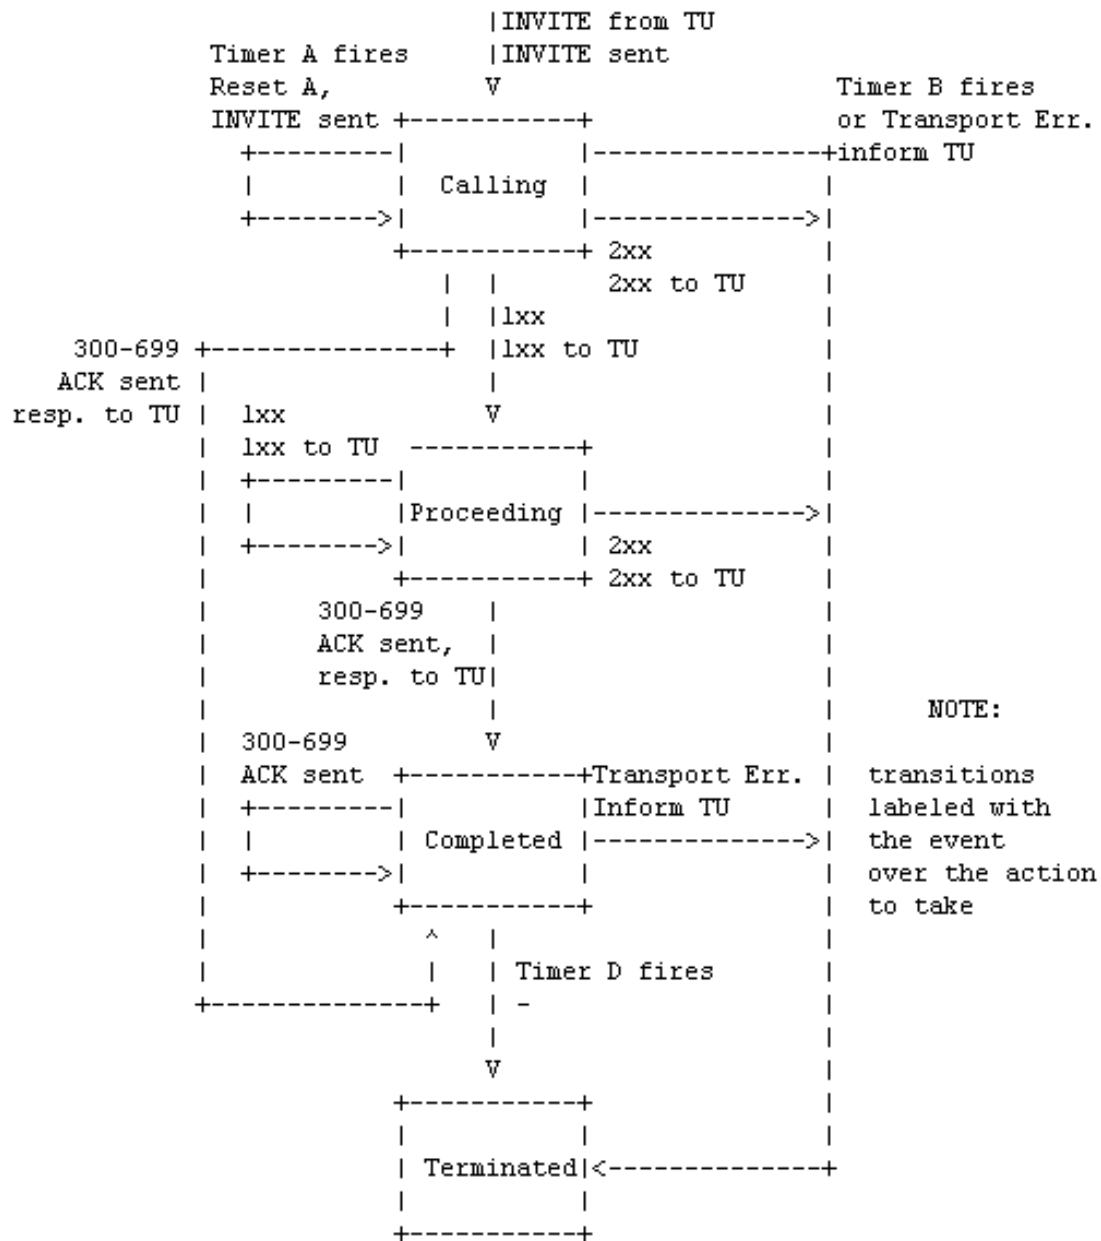 |INVITE from TU
             Timer A fires     |INVITE sent
             Reset A,          V                      Timer B fires
             INVITE sent +-----------+                or Transport Err.
               +---------|           |---------------+inform TU
               |         |  Calling  |               |
               +-------->|           |-------------->|
                         +-----------+ 2xx           |
                            |  |       2xx to TU     |
                            |  |1xx                  |
    300-699 +---------------+  |1xx to TU            |
   ACK sent |                  |                     |
resp. to TU |  1xx             V                     |
            |  1xx to TU  -----------+               |
            |  +---------|           |               |
            |  |         |Proceeding |-------------->|
            |  +-------->|           | 2xx           |
            |            +-----------+ 2xx to TU     |
            |       300-699    |                     |
            |       ACK sent,  |                     |
            |       resp. to TU|                     |
            |                  |                     |      NOTE:
            |  300-699         V                     |
            |  ACK sent  +-----------+Transport Err. |  transitions
            |  +---------|           |Inform TU      |  labeled with
            |  |         | Completed |-------------->|  the event
            |  +-------->|           |               |  over the action
            |            +-----------+               |  to take
            |              ^   |                     |
            |              |   | Timer D fires       |
            +--------------+   | -                   |
                               |                     |
                               V                     |
                         +-----------+               |
                         |           |               |
                         | Terminated|<--------------+
                         |           |
                         +-----------+